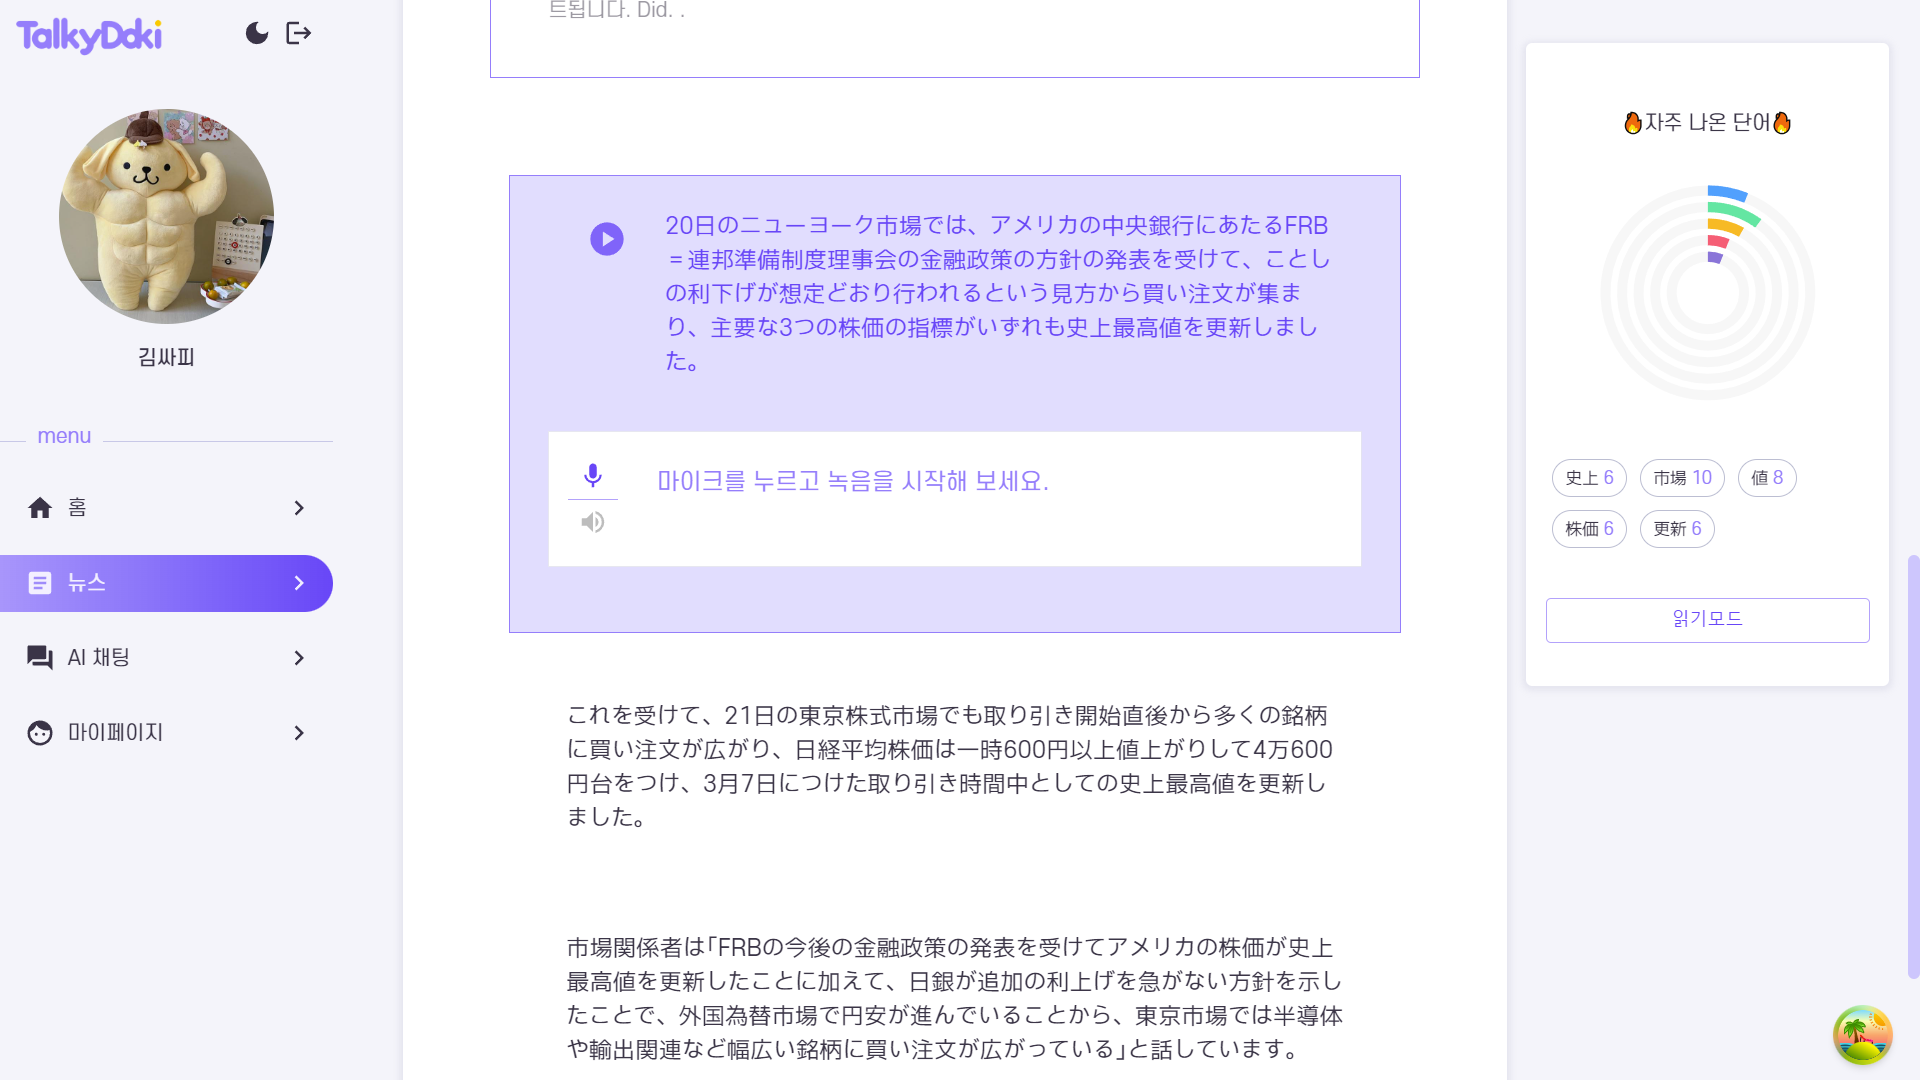 TalkyDoki
김싸피
menu
홈
뉴스
AI 채팅
마이페이지
트됩니다. Did. .
20日のニューヨーク市場では、アメリカの中央銀行にあたるFRB
＝連邦準備制度理事会の金融政策の方針の発表を受けて、ことし
の利下げが想定どおり行われるという見方から買い注文が集ま
り、主要な3つの株価の指標がいずれも史上最高値を更新しまし
た。
마이크를 누르고 녹음을 시작해 보세요.
これを受けて、21日の東京株式市場でも取り引き開始直後から多くの銘柄
に買い注文が広がり、日経平均株価は一時600円以上値上がりして4万600
円台をつけ、3月7日につけた取り引き時間中としての史上最高値を更新し
ました。
市場関係者は「FRBの今後の金融政策の発表を受けてアメリカの株価が史上
最高値を更新したことに加えて、日銀が追加の利上げを急がない方針を示し
たことで、外国為替市場で円安が進んでいることから、東京市場では半導体
や輸出関連など幅広い銘柄に買い注文が広がっている」と話しています。
🔥자주 나온 단어🔥
史上 6
市場 10
値 8
株価 6
更新 6
읽기모드